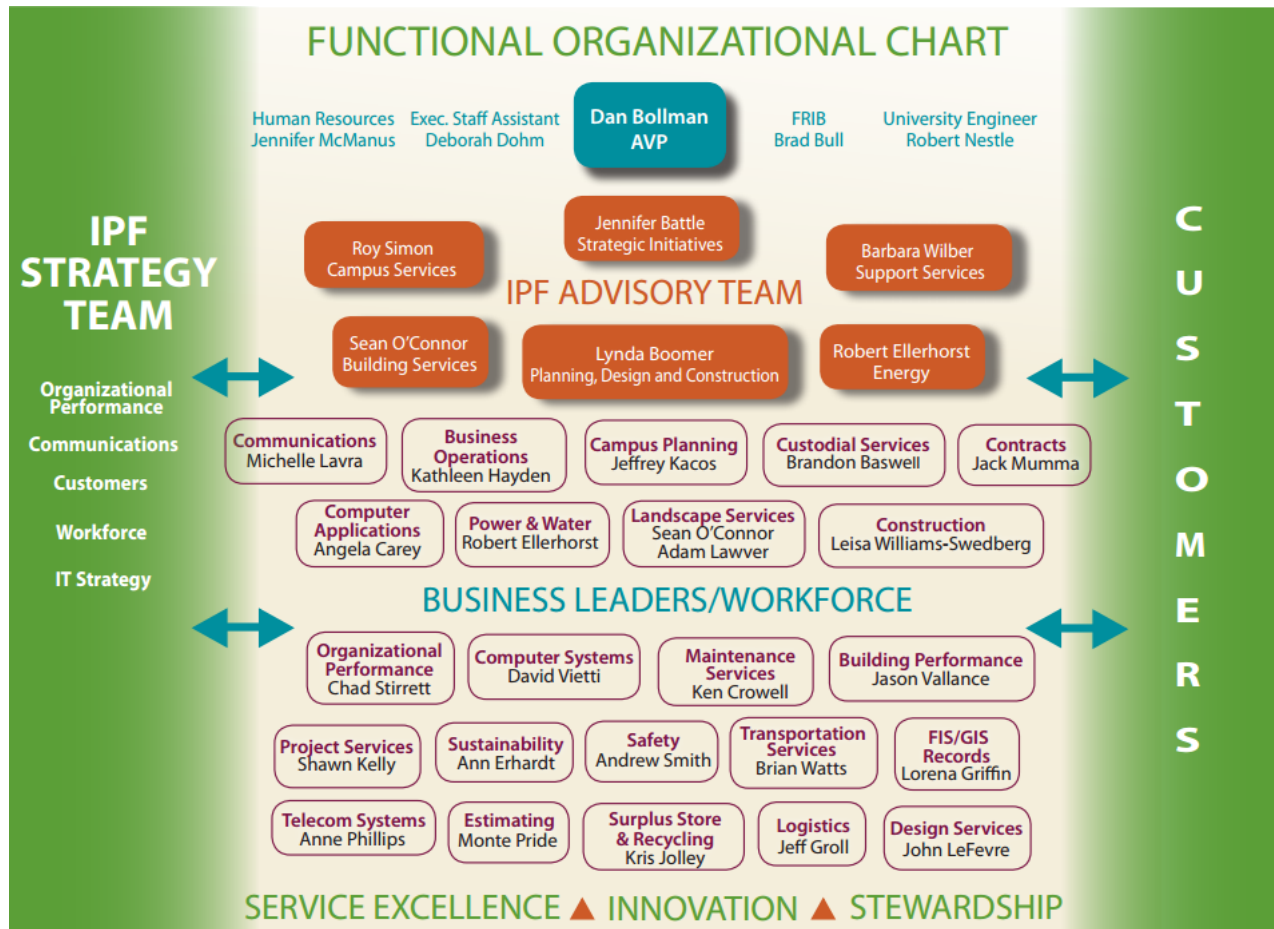 FUNCTIONAL ORGANIZATIONAL CHART
Human Resources
Jennifer McManus
Exec. Staff Assistant
Deborah Dohm
Dan Bollman
AVP
FRIB
Brad Bull
University Engineer
Robert Nestle
IPF
STRATEGY
TEAM
Organizational
Performance
Communications
Customers
Workforce
IT Strategy
Roy Simon
Campus Services
Jennifer Battle
Strategic Initiatives
Barbara Wilber
Support Services
IPF ADVISORY TEAM
Sean O’Connor
Building Services
Lynda Boomer
Planning, Design and Construction
Robert Ellerhorst
Energy
Communications
Michelle Lavra
Business
Operations
Kathleen Hayden
Campus Planning
Jeffrey Kacos
Custodial Services
Brandon Baswell
Contracts
Jack Mumma
Computer
Applications
Angela Carey
Power & Water
Robert Ellerhorst
Landscape Services
Sean O’Connor
Adam Lawver
Construction
Leisa Williams-Swedberg
BUSINESS LEADERS/WORKFORCE
Organizational
Performance
Chad Stirrett
Computer Systems
David Vietti
Maintenance
Services
Ken Crowell
Building Performance
Jason Vallance
Project Services
Shawn Kelly
Sustainability
Ann Erhardt
Safety
Andrew Smith
Transportation
Services
Brian Watts
FIS/GIS
Records
Lorena Griffin
Telecom Systems
Anne Phillips
Estimating
Monte Pride
Surplus Store
& Recycling
Kris Jolley
Logistics
Jeff Groll
Design Services
John LeFevre
CUSTOMERS
SERVICE EXCELLENCE ▲ INNOVATION ▲ STEWARDSHIP